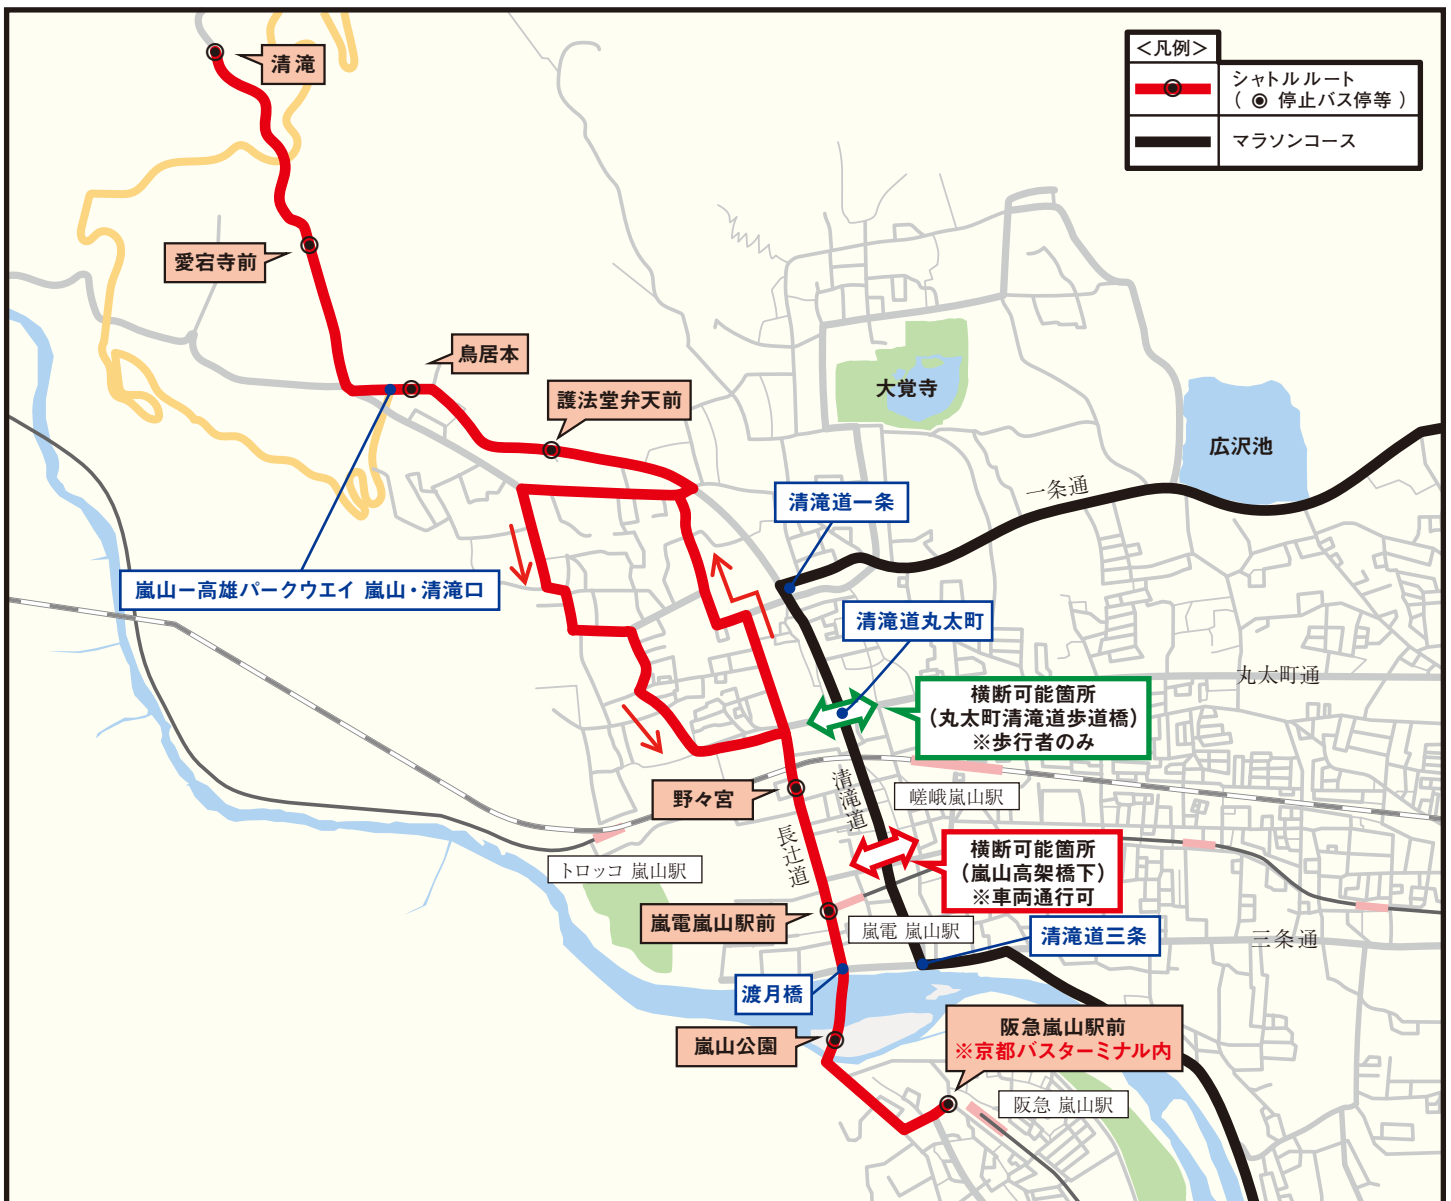 ＜凡例＞
シャトルルート
（ ◉ 停止バス停等 ）
マラソンコース
清滝
愛宕寺前
鳥居本
護法堂弁天前
大覚寺
広沢池
一条通
清滝道一条
嵐山ー高雄パークウエイ 嵐山・清滝口
清滝道丸太町
丸太町通
横断可能箇所
（丸太町清滝道歩道橋）
※歩行者のみ
清滝道
嵯峨嵐山駅
野々宮
長辻道
横断可能箇所
（嵐山高架橋下）
※車両通行可
トロッコ 嵐山駅
嵐電嵐山駅前
嵐電 嵐山駅
清滝道三条
三条通
渡月橋
嵐山公園
阪急嵐山駅前
※京都バスターミナル内
阪急 嵐山駅